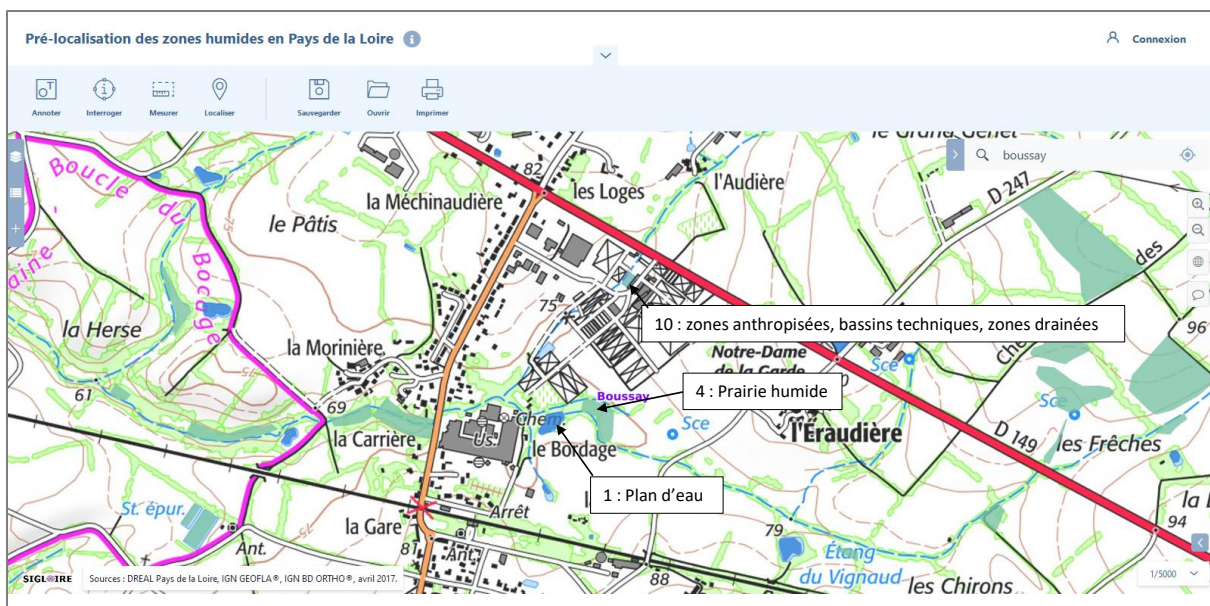 Pré-localisation des zones humides en Pays de la Loire
Connexion
Annoter
Interroger
Mesurer
Localiser
Sauvegarder
Ouvrir
Imprimer
boussay
Boucle du Bocage
82
les Loges
l'Audière
la Méchinaudière
le Pâtis
D 247
des
75
75
96
la Herse
la Morinière
10 : zones anthropisées, bassins techniques, zones drainées
Notre-Dame
de la Garde
Sce
4 : Prairie humide
Boussay
61
69
75
Chem
Us.
Sce
Sce
la Carrière
le Bordage
l'Éraudière
D 149
les Frêches
1 : Plan d'eau
St. épur.
la Gare
Arrêt
79
94
Ant.
75
81
Ant.
88
Étang
du Vignaud
les Chirons
SIGLOIRE
Sources : DREAL Pays de la Loire, IGN GEOFLA®, IGN BD ORTHO®, avril 2017.
1/5000